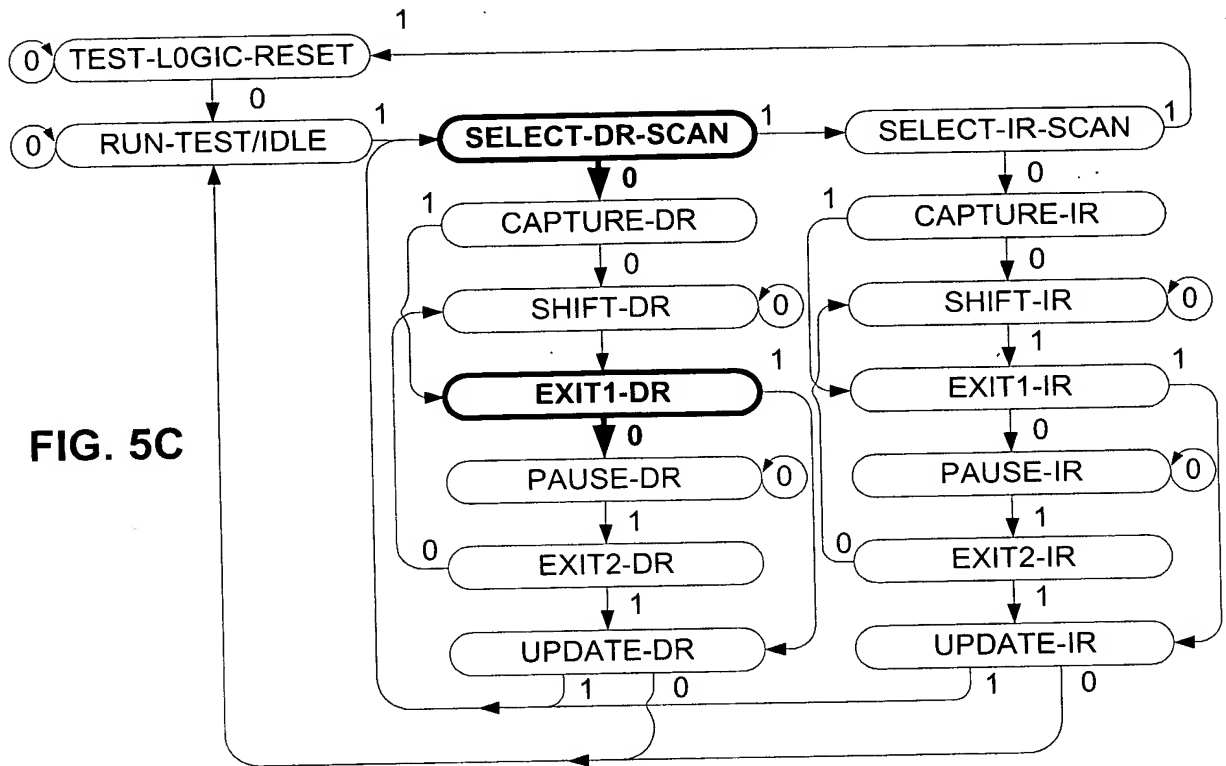 1
0 TEST-L0GIC-RESET
0
0 RUN-TEST/IDLE 1 SELECT-DR-SCAN 1 SELECT-IR-SCAN 1
0 0
1 CAPTURE-DR 1 CAPTURE-IR
0 0
SHIFT-DR 0 SHIFT-IR 0
1
EXIT1-DR 1 EXIT1-IR 1
0 0
FIG. 5C
PAUSE-DR 0 PAUSE-IR 0
1 1
0 EXIT2-DR 0 EXIT2-IR
1 1
UPDATE-DR UPDATE-IR
1 0 1 0